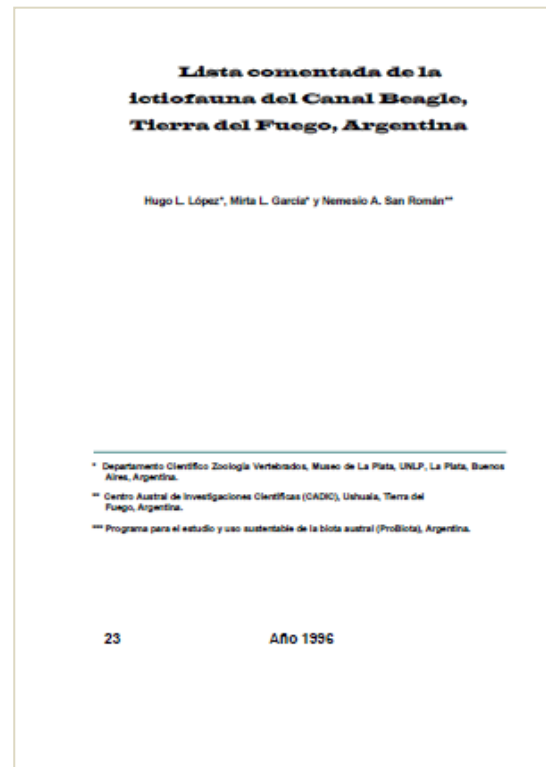 Lista comentada de la
ictiofauna del Canal Beagle,
Tierra del Fuego, Argentina
Hugo L. López*, Mirta L. García* y Nemesio A. San Román**
* Departamento Científico Zoología Vertebrados, Museo de La Plata, UNLP, La Plata, Buenos
Aires, Argentina.
** Centro Austral de Investigaciones Científicas (CADIC), Ushuaia, Tierra del
Fuego, Argentina.
*** Programa para el estudio y uso sustentable de la biota austral (ProBiota), Argentina.
23 Año 1996